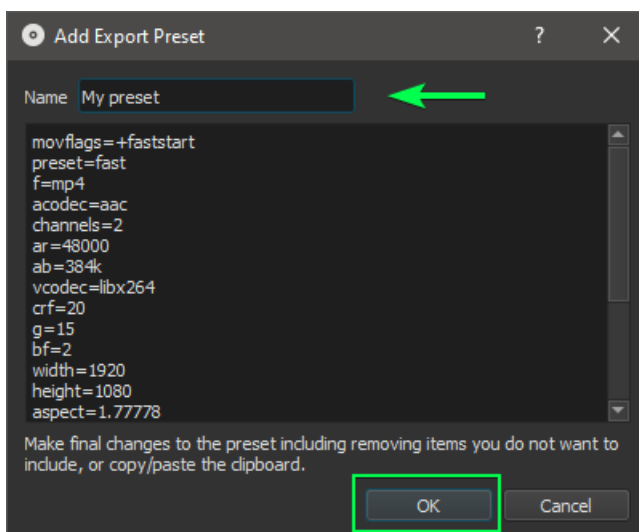 Add Export Preset
?
Name My preset
movflags=+faststart
preset=fast
f=mp4
acodec=aac
channels=2
ar=48000
ab=384k
vcodec=libx264
crf=20
g=15
bf=2
width=1920
height=1080
aspect=1.77778
Make final changes to the preset including removing items you do not want to
include, or copy/paste the clipboard.
OK Cancel